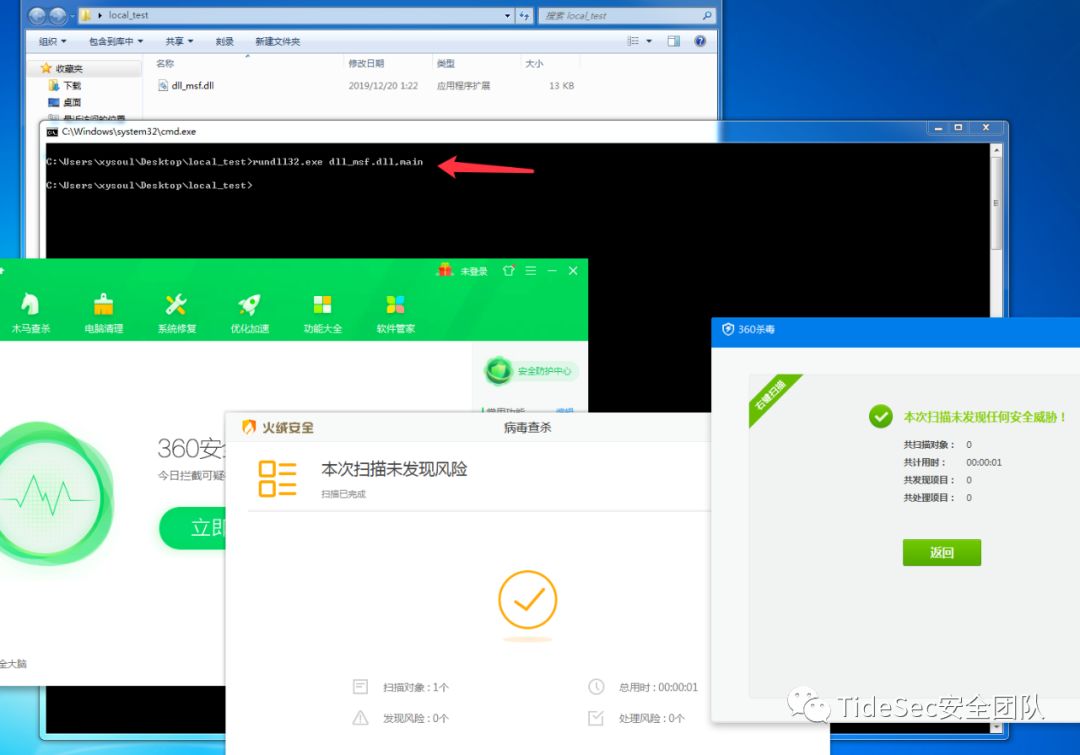 local_test
搜索 local_test
组织 包含到库中 共享 刻录 新建文件夹
收藏夹
下载
桌面
最近访问的位置
名称 修改日期 类型 大小
dll_msf.dll 2019/12/20 1:22 应用程序扩展 13 KB
C:\Windows\system32\cmd.exe
C:\Users\xysoul\Desktop\local_test>rundll32.exe dll_msf.dll,main
C:\Users\xysoul\Desktop\local_test>
未登录
木马查杀 电脑清理 系统修复 优化加速 功能大全 软件管家
安全防护中心
常用功能 编辑
360安
今日拦截可疑
立即
全大脑
火绒安全 病毒查杀
本次扫描未发现风险
扫描已完成
扫描对象 : 1个 总用时 : 00:00:01
发现风险 : 0个 处理风险 : 0个
360杀毒
右键扫描
本次扫描未发现任何安全威胁！
共扫描对象： 0
共计用时： 00:00:01
共发现项目： 0
共处理项目： 0
返回
TideSec安全团队